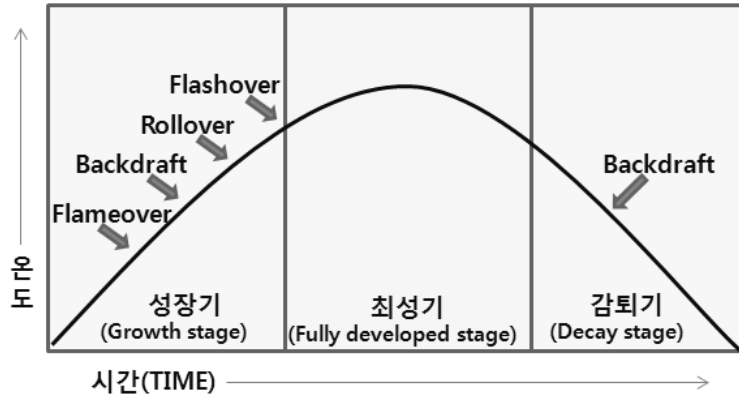 Flashover
Rollover
Backdraft
Flameover
Backdraft
온도
성장기
(Growth stage)
최성기
(Fully developed stage)
감퇴기
(Decay stage)
시간(TIME)